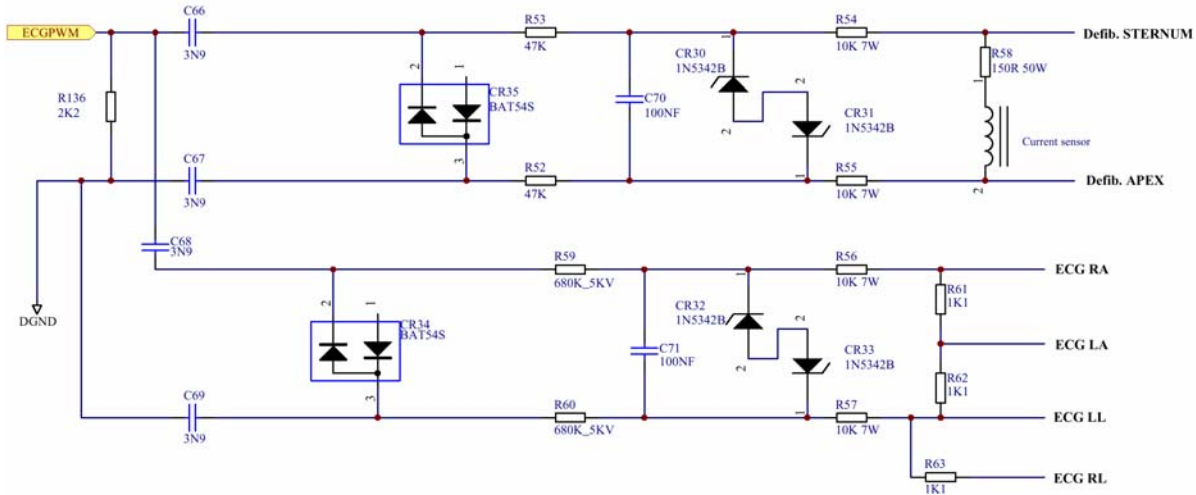 C66
ECGPWM
3N9
R136
2K2
C67
3N9
R53
47K
2
1
CR35
BAT54S
3
R52
47K
C70
100NF
CR30
1N5342B
1
2
2
CR31
1N5342B
1
R54
10K 7W
R55
10K 7W
R58
150R 50W
1
Current sensor
2
Defib. STERNUM
Defib. APEX
C68
3N9
DGND
2
1
CR34
BAT54S
3
C69
3N9
R59
680K_5KV
R60
680K_5KV
C71
100NF
CR32
1N5342B
1
2
2
CR33
1N5342B
1
R56
10K 7W
R57
10K 7W
R61
1K1
R62
1K1
R63
1K1
ECG RA
ECG LA
ECG LL
ECG RL